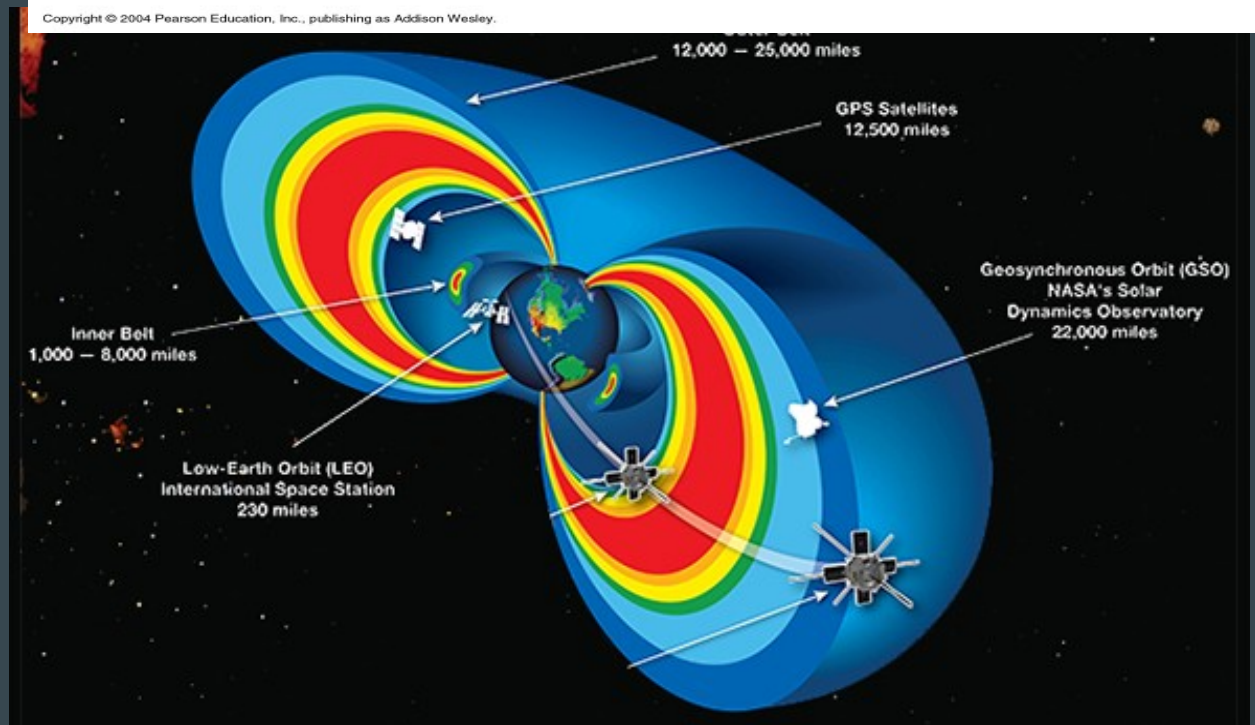 Copyright © 2004 Pearson Education, Inc., publishing as Addison Wesley.
12,000 — 25,000 miles
GPS Satellites
12,500 miles
Geosynchronous Orbit (GSO)
NASA's Solar
Dynamics Observatory
22,000 miles
Inner Belt
1,000 — 8,000 miles
Low-Earth Orbit (LEO)
International Space Station
230 miles